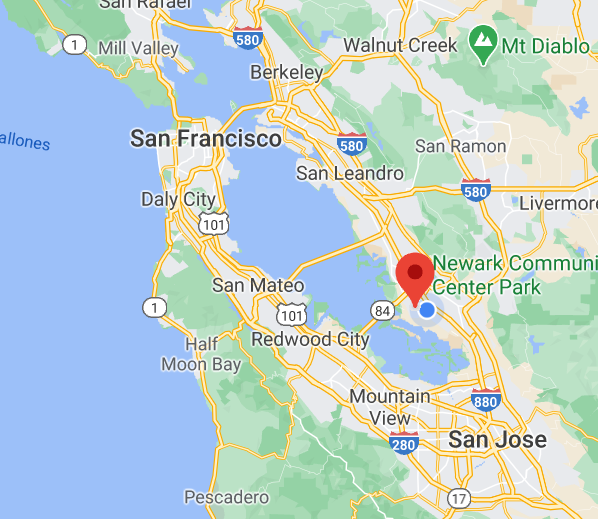 San Rafael
1
Mill Valley
580
Walnut Creek
Mt Diablo
Berkeley
allones
San Francisco
580
San Ramon
San Leandro
580
Daly City
Livermore
101
Newark Communi
Center Park
San Mateo
1
101
84
Redwood City
Half
Moon Bay
Mountain
View
880
280
San Jose
Pescadero
17